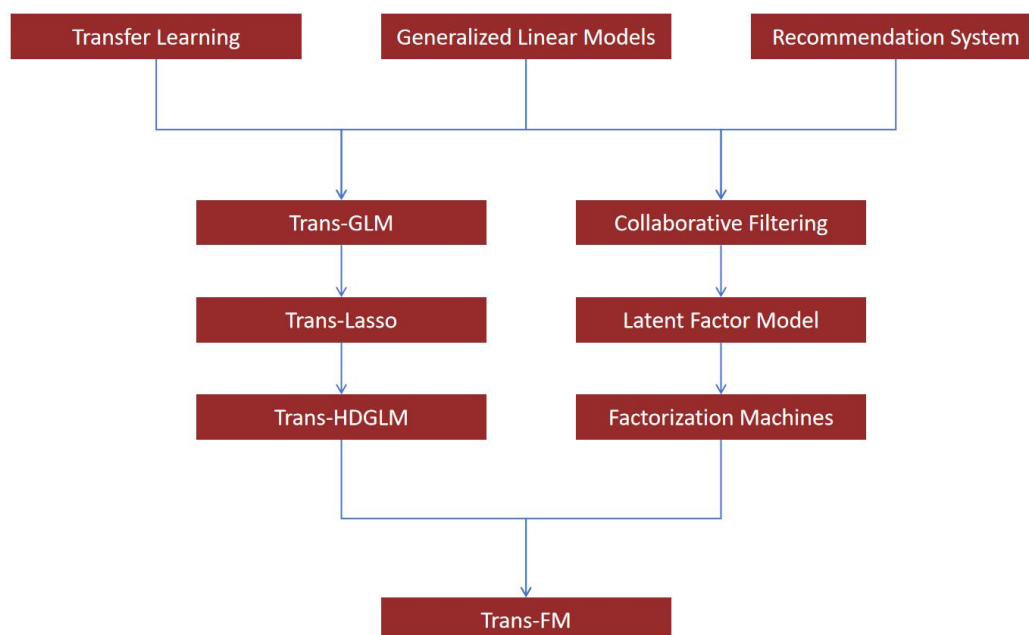 Transfer Learning
Generalized Linear Models
Recommendation System
Trans-GLM
Collaborative Filtering
Trans-Lasso
Latent Factor Model
Trans-HDGLM
Factorization Machines
Trans-FM